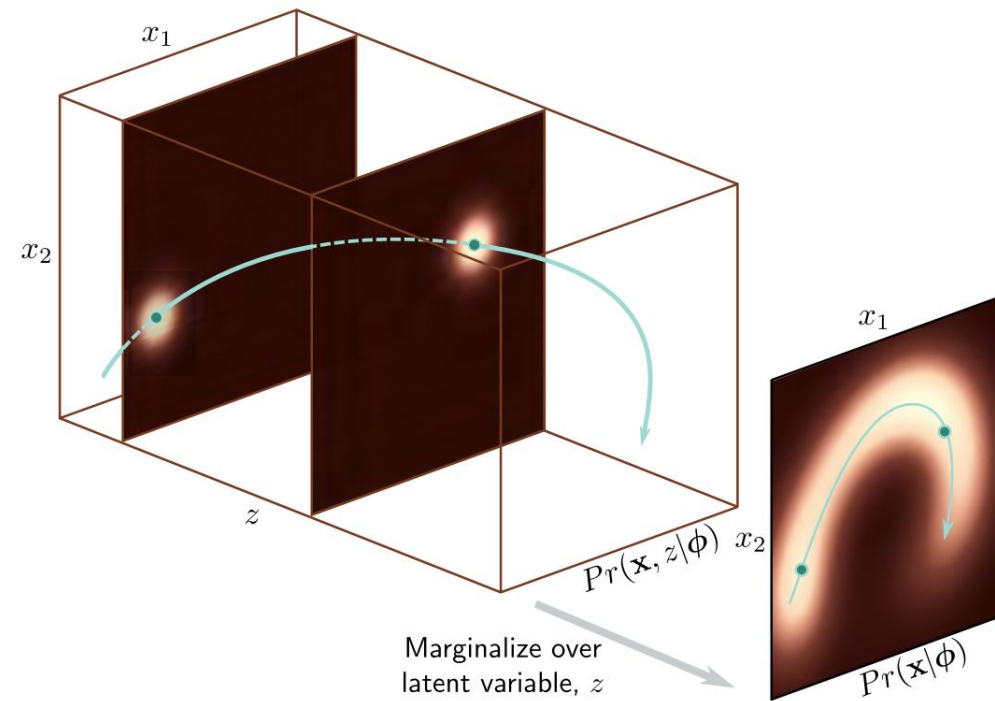 x₁
x₂
z
Pr(x, z|ϕ)
Marginalize over
latent variable, z
x₁
x₂
Pr(x|ϕ)